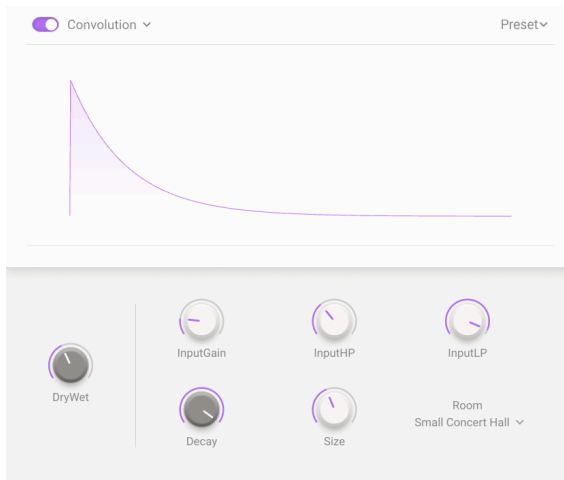 Convolution
Preset
InputGain
InputHP
InputLP
DryWet
Decay
Size
Room
Small Concert Hall